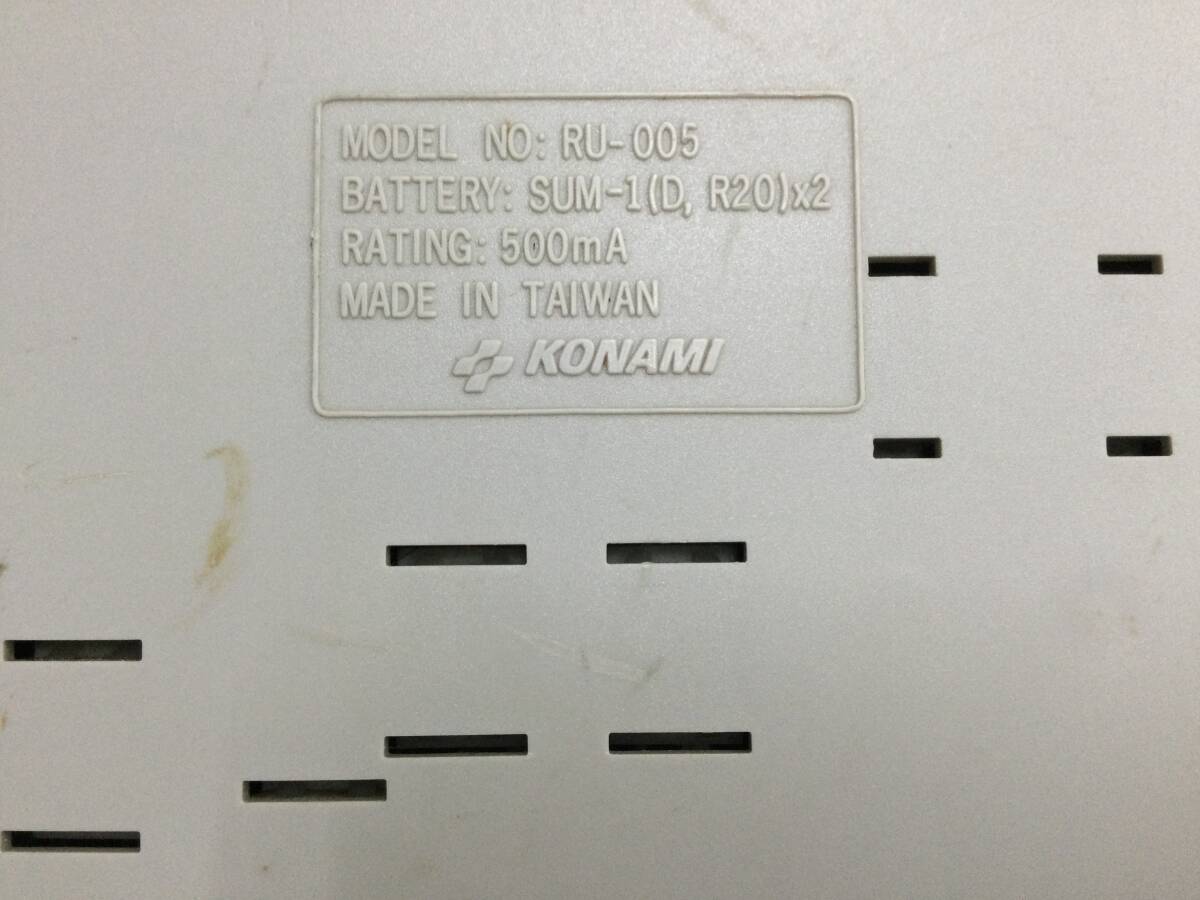 MODEL NO: RU-005
BATTERY: SUM-1(D, R20)x2
RATING: 500mA
MADE IN TAIWAN
KONAMI